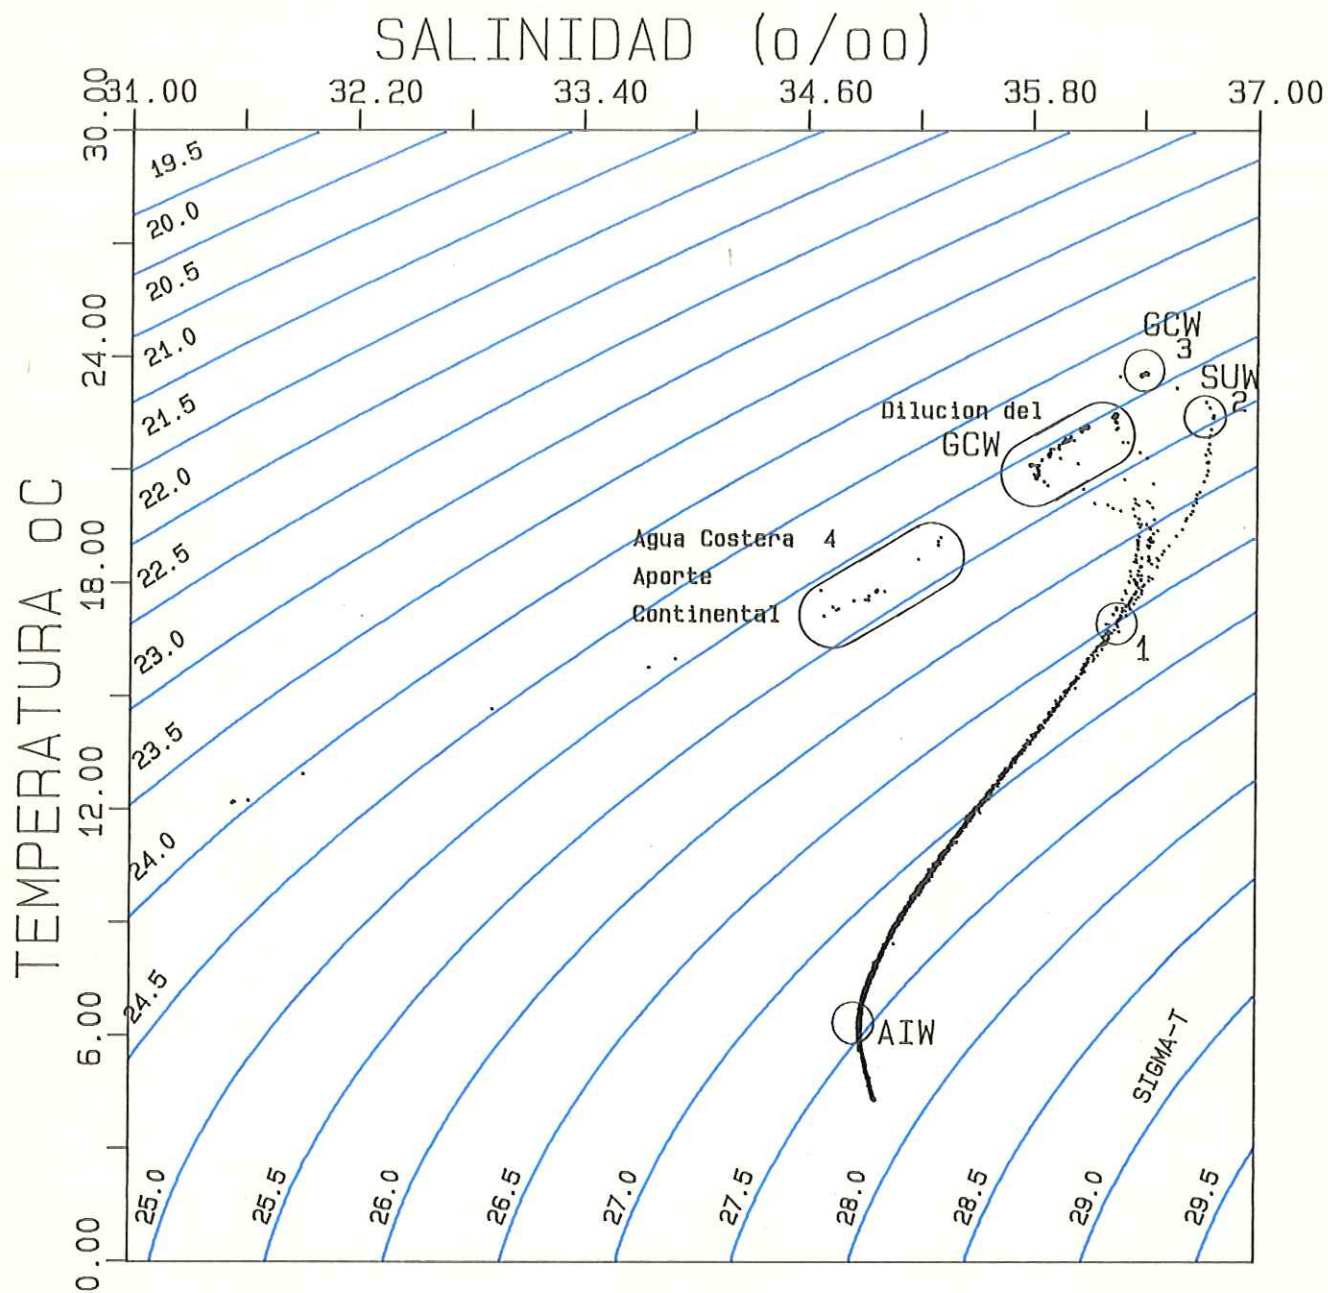 SALINIDAD (o/oo)
31.00 32.20 33.40 34.60 35.80 37.00
30.00
24.00
18.00
12.00
6.00
0.00
TEMPERATURA oC
19.5
20.0
20.5
21.0
21.5
22.0
22.5
23.0
23.5
24.0
24.5
GCW
3
SUW
2
Dilucion del
GCW
Agua Costera 4
Aporte
Continental
1
AIW
SIGMA-T
25.0 25.5 26.0 26.5 27.0 27.5 28.0 28.5 29.0 29.5